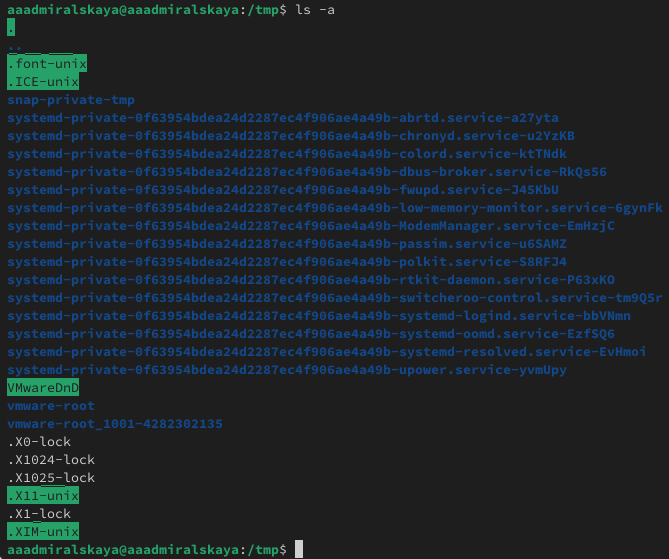 aaadmiralskaya@aaadmiralskaya:/tmp$ ls -a
.
..
.font-unix
.ICE-unix
snap-private-tmp
systemd-private-0f63954bdea24d2287ec4f906ae4a49b-abrtd.service-a27yta
systemd-private-0f63954bdea24d2287ec4f906ae4a49b-chronyd.service-u2YzKB
systemd-private-0f63954bdea24d2287ec4f906ae4a49b-colord.service-ktTNdk
systemd-private-0f63954bdea24d2287ec4f906ae4a49b-dbus-broker.service-RkQsS6
systemd-private-0f63954bdea24d2287ec4f906ae4a49b-fwupd.service-J45KbU
systemd-private-0f63954bdea24d2287ec4f906ae4a49b-low-memory-monitor.service-6gynFk
systemd-private-0f63954bdea24d2287ec4f906ae4a49b-ModemManager.service-EmHzjC
systemd-private-0f63954bdea24d2287ec4f906ae4a49b-passim.service-u6SAMZ
systemd-private-0f63954bdea24d2287ec4f906ae4a49b-polkit.service-S8RFJ4
systemd-private-0f63954bdea24d2287ec4f906ae4a49b-rtkit-daemon.service-P63xKO
systemd-private-0f63954bdea24d2287ec4f906ae4a49b-switcheroo-control.service-tm9Q5r
systemd-private-0f63954bdea24d2287ec4f906ae4a49b-systemd-logind.service-bbVNmn
systemd-private-0f63954bdea24d2287ec4f906ae4a49b-systemd-oomd.service-EzfSQ6
systemd-private-0f63954bdea24d2287ec4f906ae4a49b-systemd-resolved.service-EvHmoi
systemd-private-0f63954bdea24d2287ec4f906ae4a49b-upower.service-yvmUpy
VMwareDnD
vmware-root
vmware-root_1001-4282302135
.X0-lock
.X1024-lock
.X1025-lock
.X11-unix
.X1-lock
.XIM-unix
aaadmiralskaya@aaadmiralskaya:/tmp$